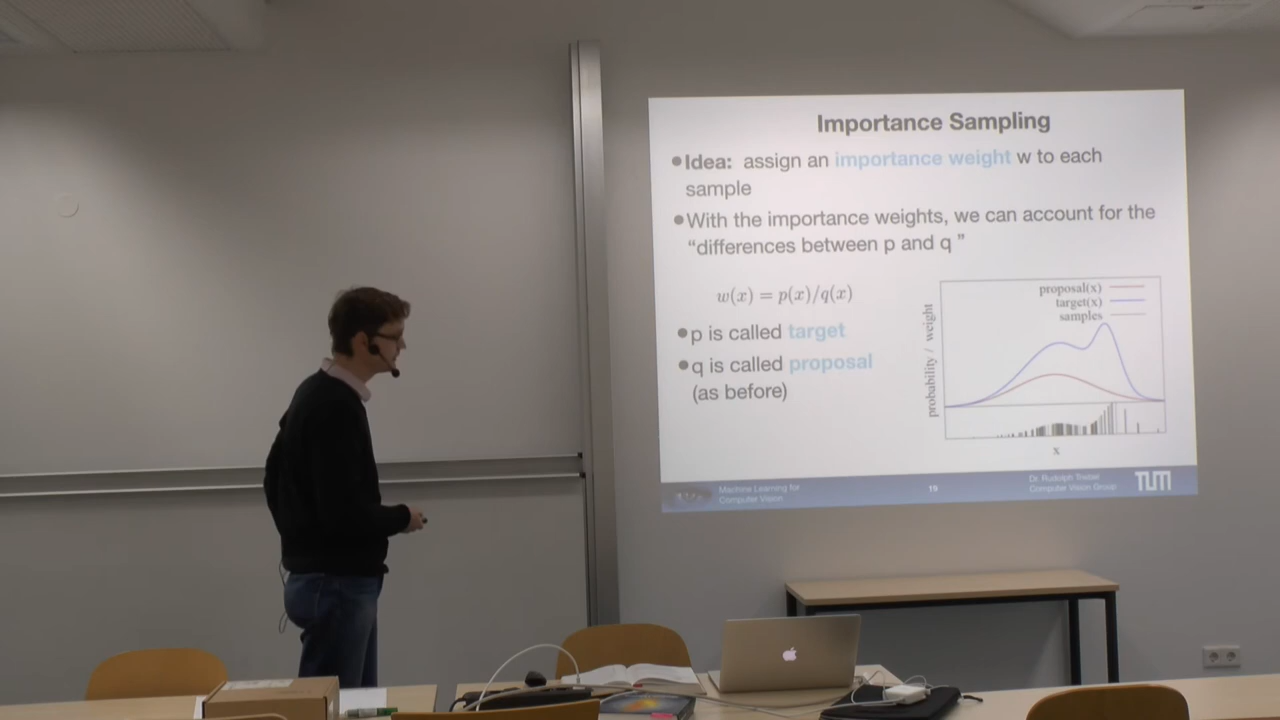 Importance Sampling
•Idea: assign an importance weight w to each
sample
•With the importance weights, we can account for the
“differences between p and q ”
w(x) = p(x)/q(x)
•p is called target
•q is called proposal
(as before)
proposal(x)
target(x)
samples
probability / weight
x
Machine Learning for
Computer Vision
19
Dr. Rudolph Triebel
Computer Vision Group
TUM